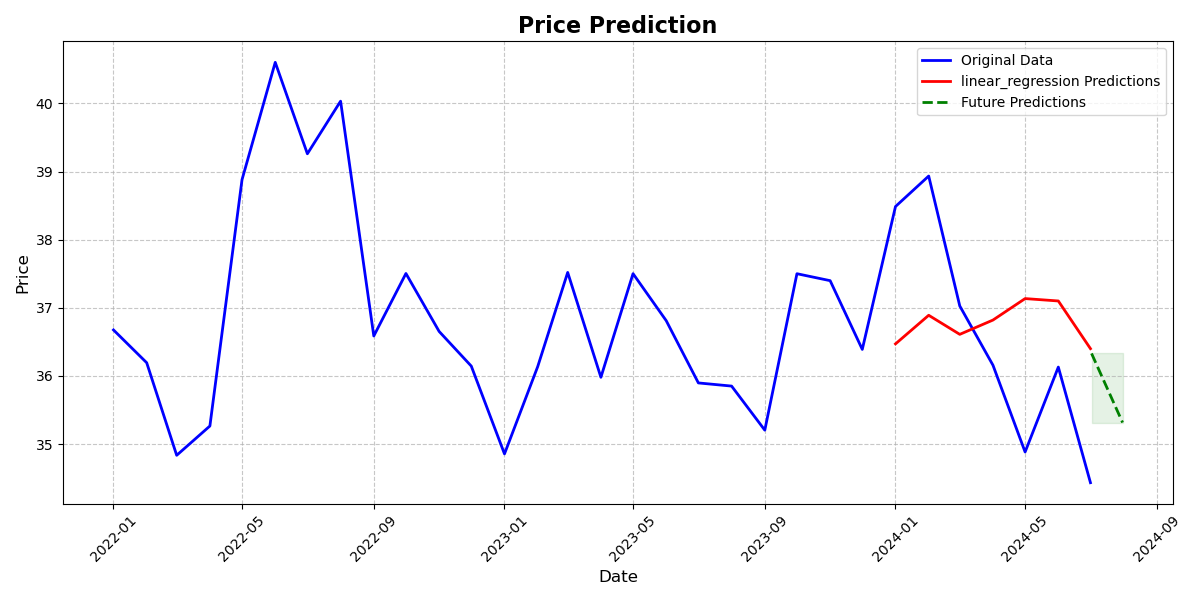 Price Prediction
Original Data
linear_regression Predictions
Future Predictions
Price
40
39
38
37
36
35
2022-01
2022-05
2022-09
2023-01
2023-05
2023-09
2024-01
2024-05
2024-09
Date